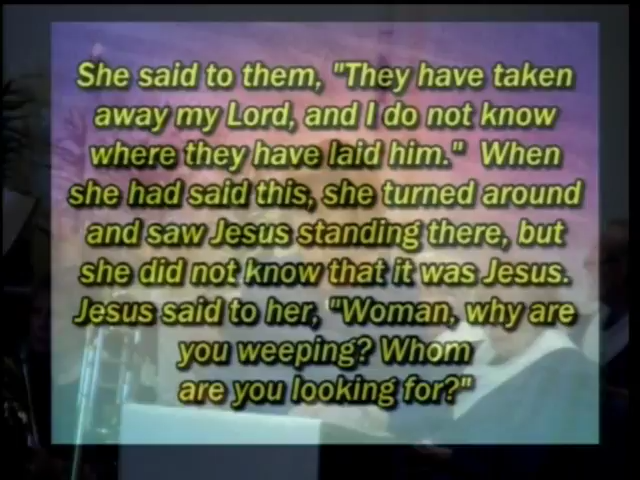 She said to them, "They have taken
away my Lord, and I do not know
where they have laid him." When
she had said this, she turned around
and saw Jesus standing there, but
she did not know that it was Jesus.
Jesus said to her, "Woman, why are
you weeping? Whom
are you looking for?"